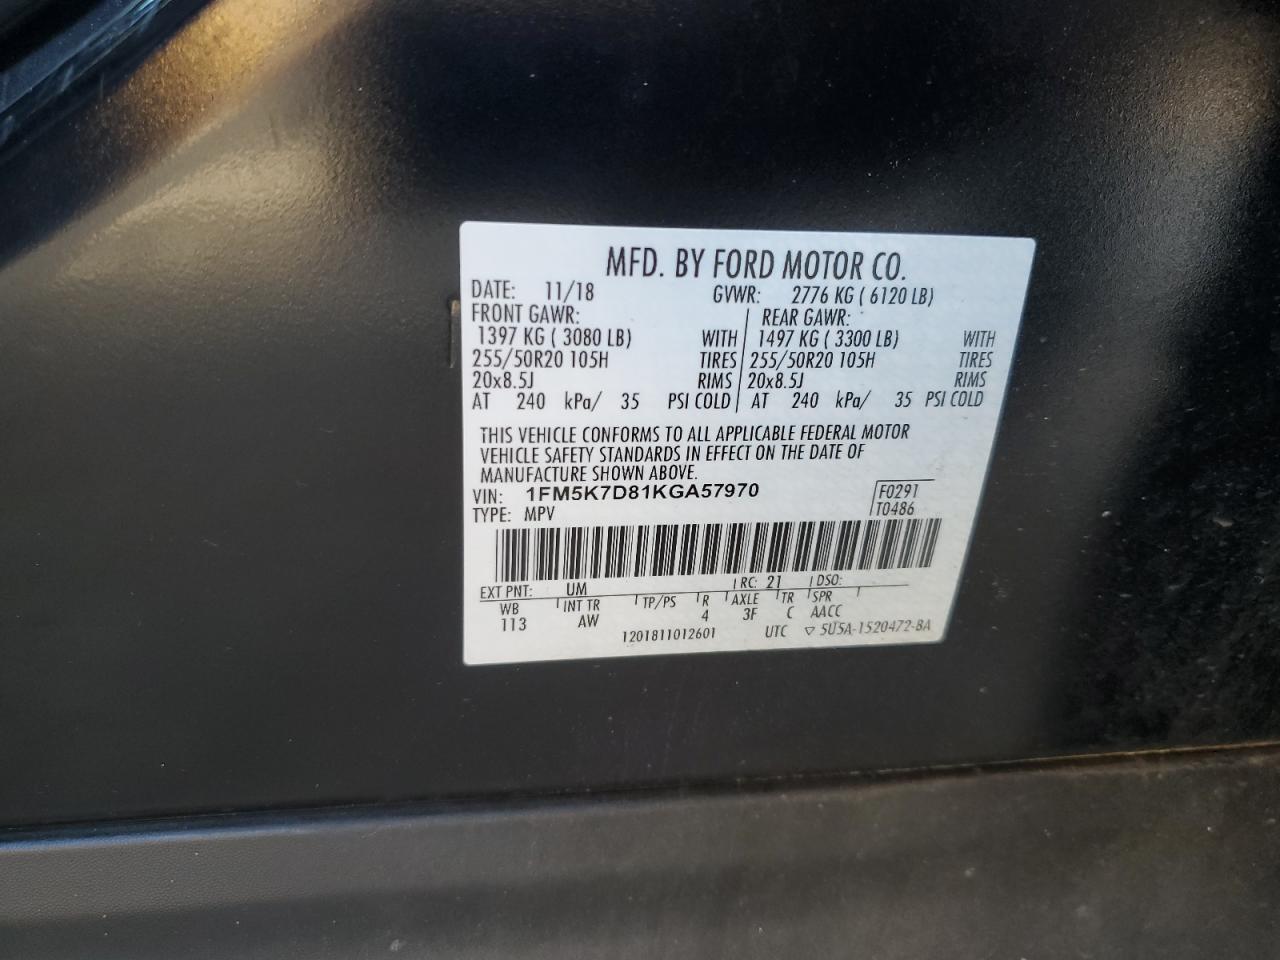 MFD. BY FORD MOTOR CO.
DATE: 11/18 GVWR: 2776 KG ( 6120 LB)
FRONT GAWR: REAR GAWR:
1397 KG ( 3080 LB) WITH 1497 KG ( 3300 LB) WITH
255/50R20 105H TIRES 255/50R20 105H TIRES
20x8.5J RIMS 20x8.5J RIMS
AT 240 kPa/ 35 PSI COLD AT 240 kPa/ 35 PSI COLD
THIS VEHICLE CONFORMS TO ALL APPLICABLE FEDERAL MOTOR
VEHICLE SAFETY STANDARDS IN EFFECT ON THE DATE OF
MANUFACTURE SHOWN ABOVE.
VIN: 1FM5K7D81KGA57970 F0291
TYPE: MPV T0486
EXT PNT: UM RC: 21 DSO:
WB INT TR TP/PS R AXLE TR SPR
113 AW 4 3F C AACC
1201811012601 UTC ▽ 5U5A-1520472-BA